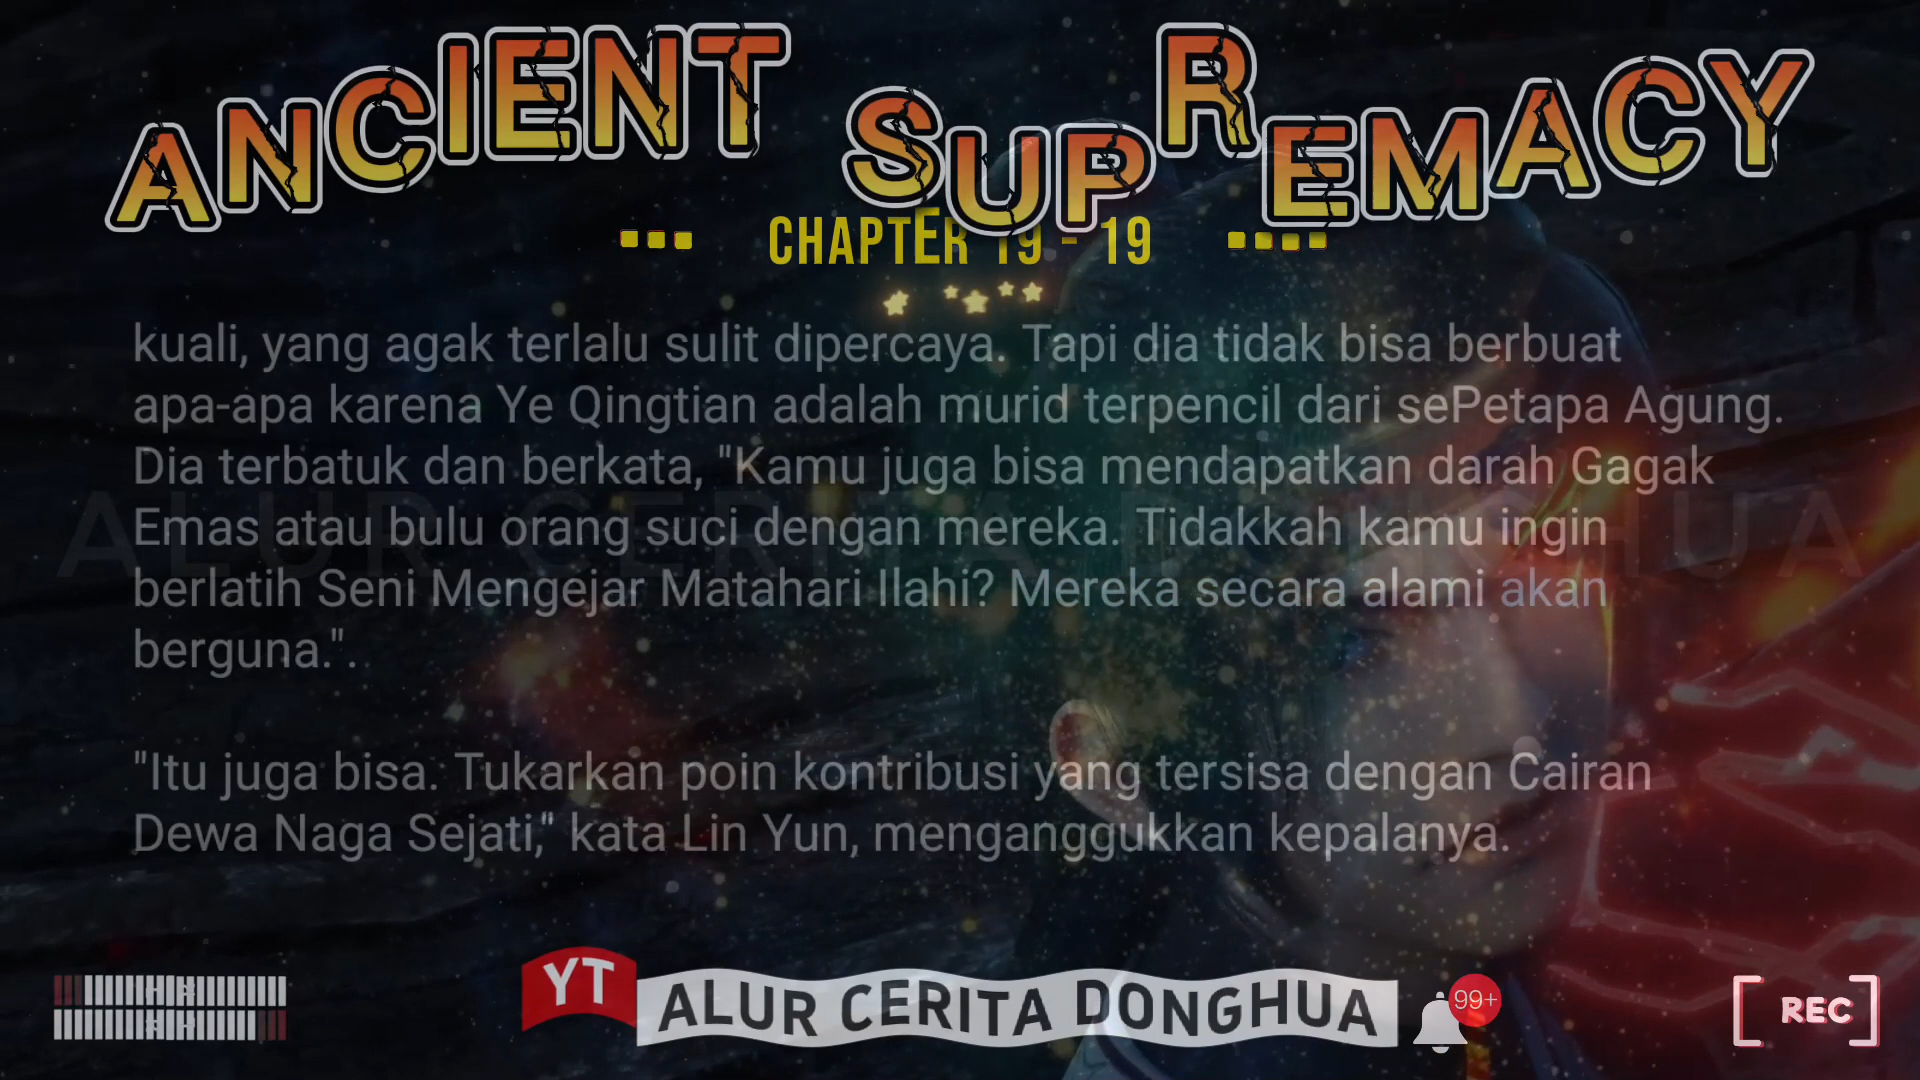 ANCIENT SUPREMACY
CHAPTER 19 - 19
kuali, yang agak terlalu sulit dipercaya. Tapi dia tidak bisa berbuat
apa-apa karena Ye Qingtian adalah murid terpencil dari sePetapa Agung.
Dia terbatuk dan berkata, "Kamu juga bisa mendapatkan darah Gagak
Emas atau bulu orang suci dengan mereka. Tidakkah kamu ingin
berlatih Seni Mengejar Matahari Ilahi? Mereka secara alami akan
berguna.".
"Itu juga bisa. Tukarkan poin kontribusi yang tersisa dengan Cairan
Dewa Naga Sejati," kata Lin Yun, menganggukkan kepalanya.
ALUR CERITA DONGHUA
YT
ALUR CERITA DONGHUA
99+
REC